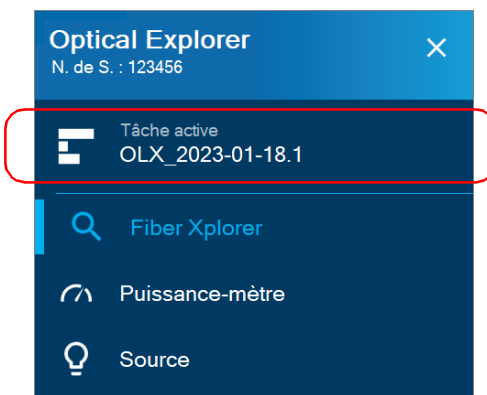 Optical Explorer
N. de S. : 123456
Tâche active
OLX_2023-01-18.1
Fiber Xplorer
Puissance-mètre
Source